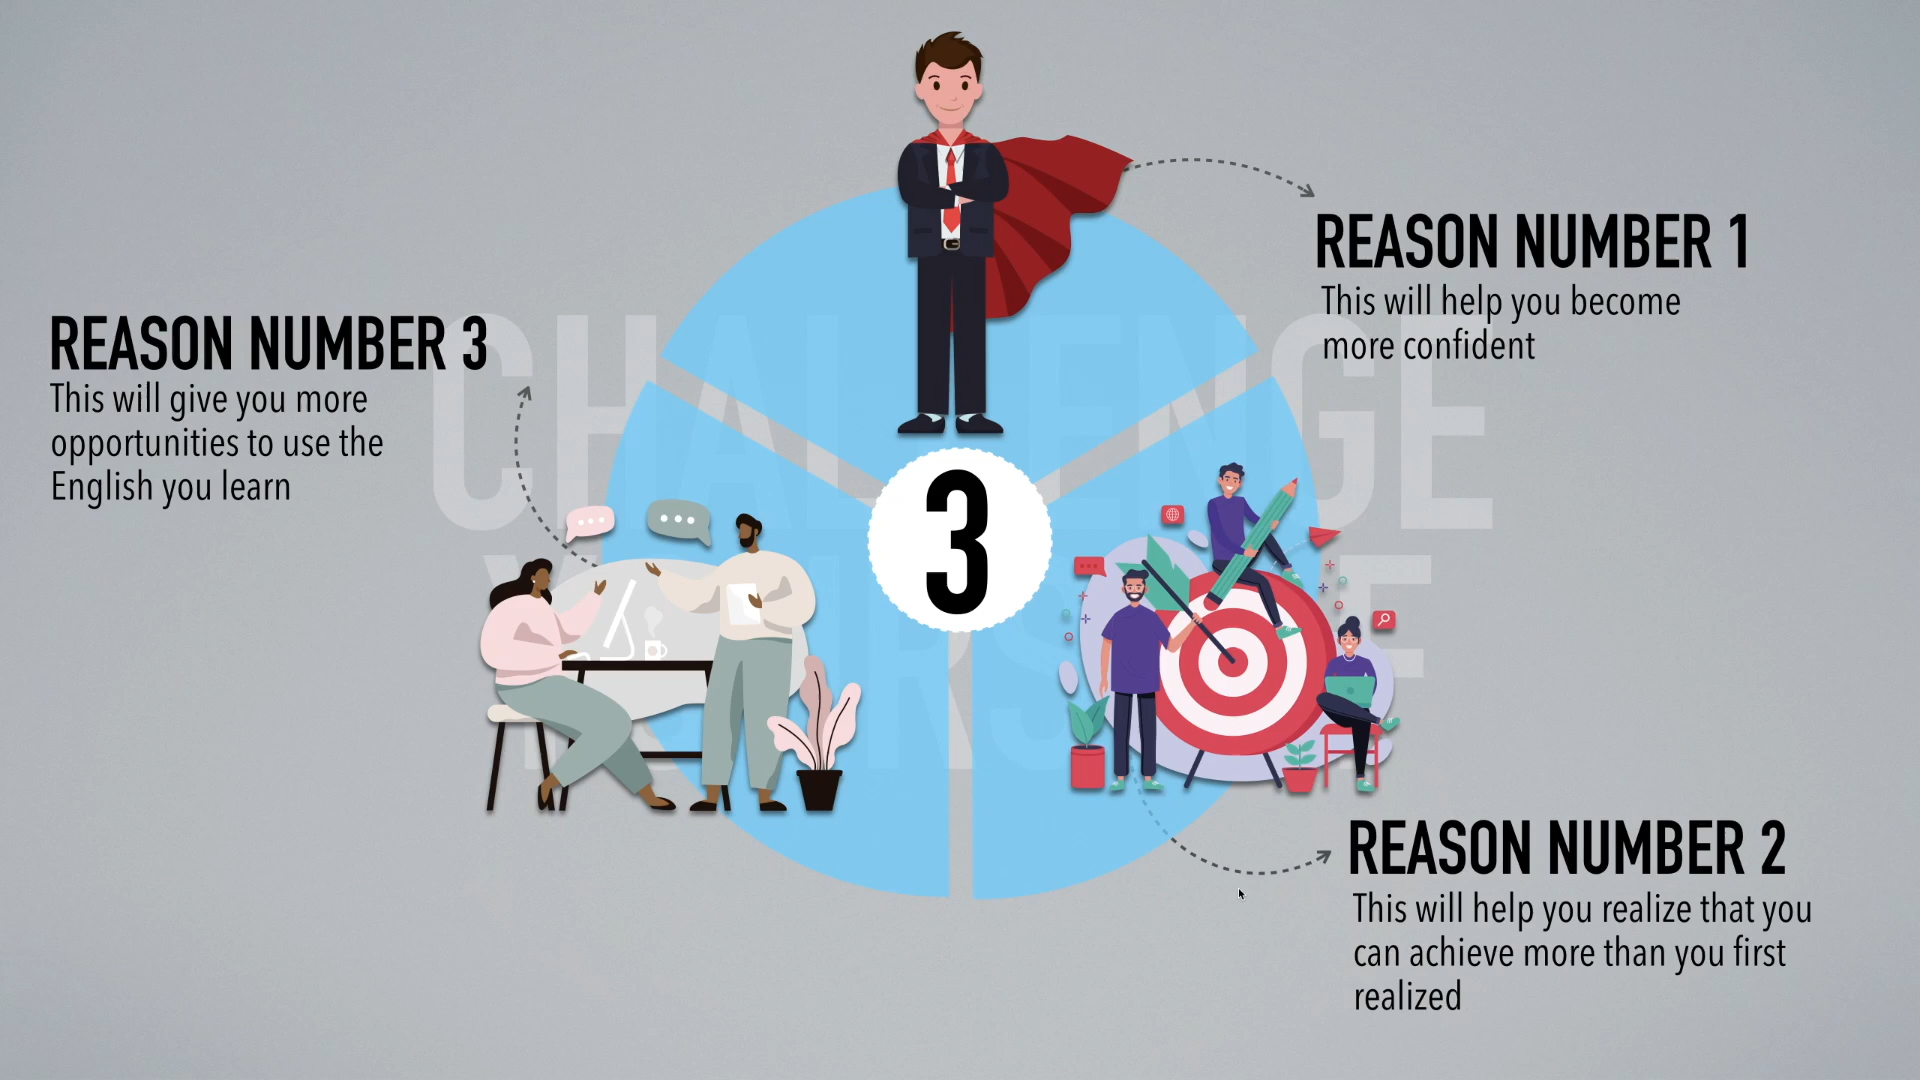 REASON NUMBER 1
This will help you become
more confident
REASON NUMBER 3
This will give you more
opportunities to use the
English you learn
3
REASON NUMBER 2
This will help you realize that you
can achieve more than you first
realized
CHALLENGE
YOURSELF